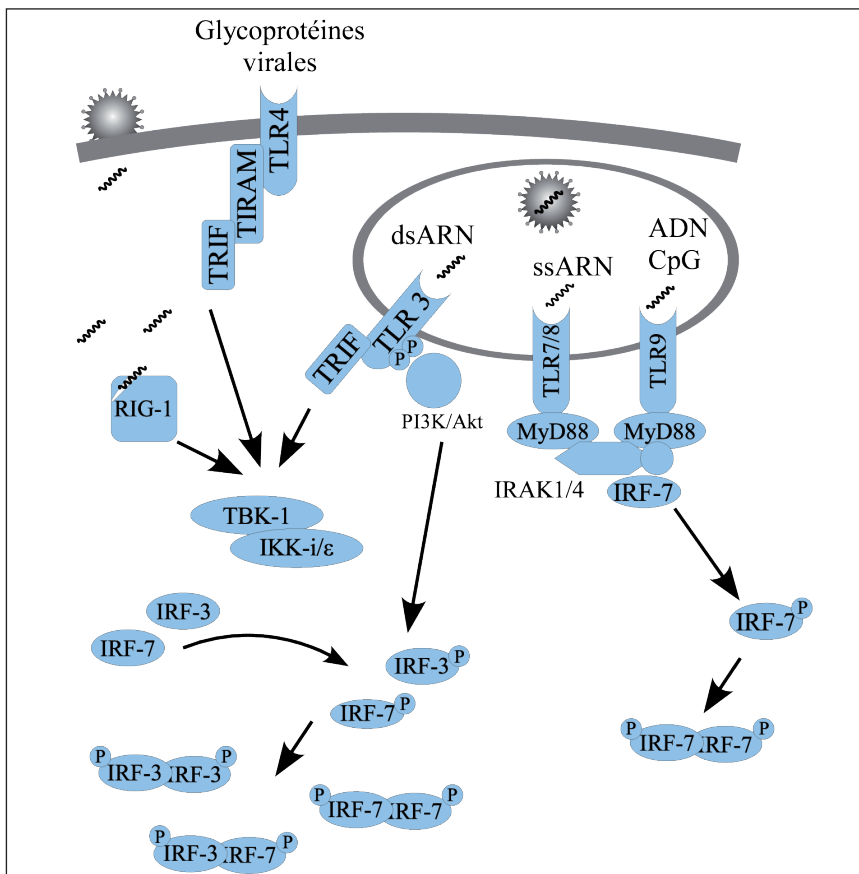 Glycoprotéines
virales
TLR4
TIRAM
TRIF
dsARN
TLR 3
TRIF
P
P
PI3K/Akt
ssARN
TLR7/8
MyD88
ADN
CpG
TLR9
MyD88
IRAK1/4
IRF-7
RIG-1
TBK-1
IKK-i/ε
IRF-3
IRF-7
IRF-3
P
IRF-7
P
IRF-7
P
P
IRF-7
IRF-7
P
P
IRF-3
IRF-3
P
P
IRF-7
IRF-7
P
P
IRF-3
IRF-7
P